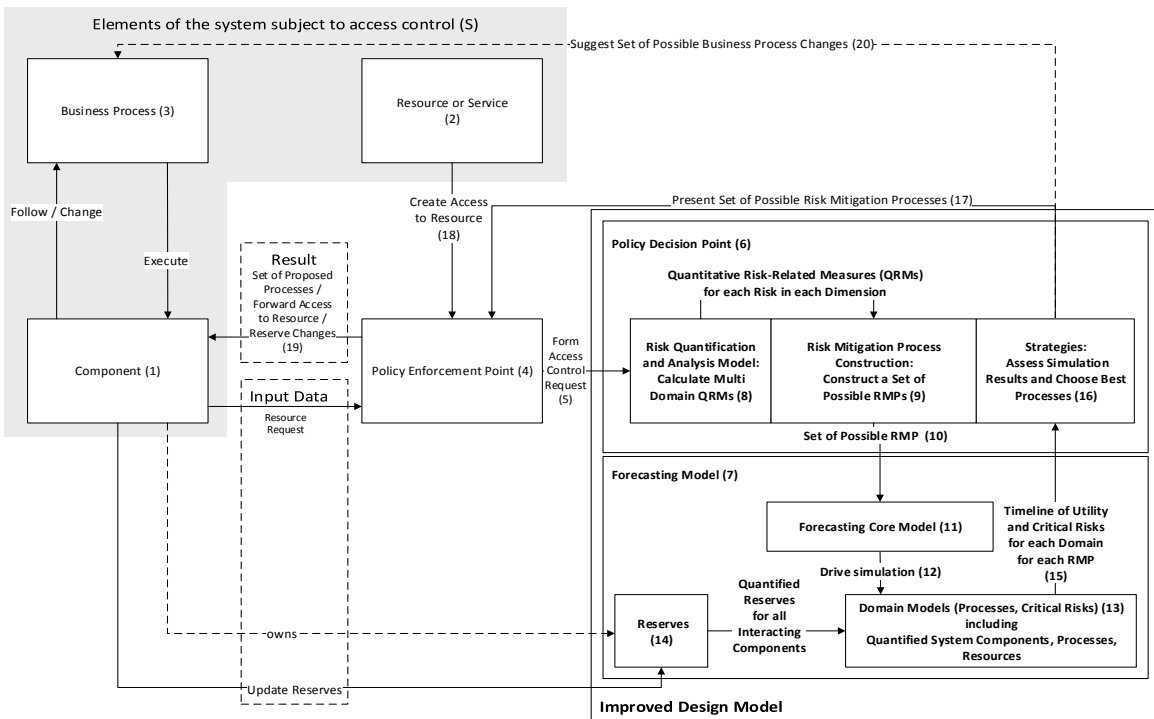 Elements of the system subject to access control (S)
Suggest Set of Possible Business Process Changes (20)
Business Process (3)
Resource or Service
(2)
Follow / Change
Execute
Create Access
to Resource
(18)
Present Set of Possible Risk Mitigation Processes (17)
Result
Set of Proposed
Processes /
Forward Access
to Resource /
Reserve Changes
(19)
Component (1)
Policy Enforcement Point (4)
Form
Access
Control
Request
(5)
Input Data
Resource
Request
Policy Decision Point (6)
Quantitative Risk-Related Measures (QRMs)
for each Risk in each Dimension
Risk Quantification
and Analysis Model:
Calculate Multi
Domain QRMs (8)
Risk Mitigation Process
Construction:
Construct a Set of
Possible RMPs (9)
Strategies:
Assess Simulation
Results and Choose Best
Processes (16)
Set of Possible RMP (10)
Forecasting Model (7)
Forecasting Core Model (11)
Timeline of Utility
and Critical Risks
for each Domain
for each RMP
(15)
Drive simulation (12)
Quantified
Reserves
for all
Interacting
Components
owns
Reserves
(14)
Domain Models (Processes, Critical Risks) (13)
including
Quantified System Components, Processes,
Resources
Update Reserves
Improved Design Model